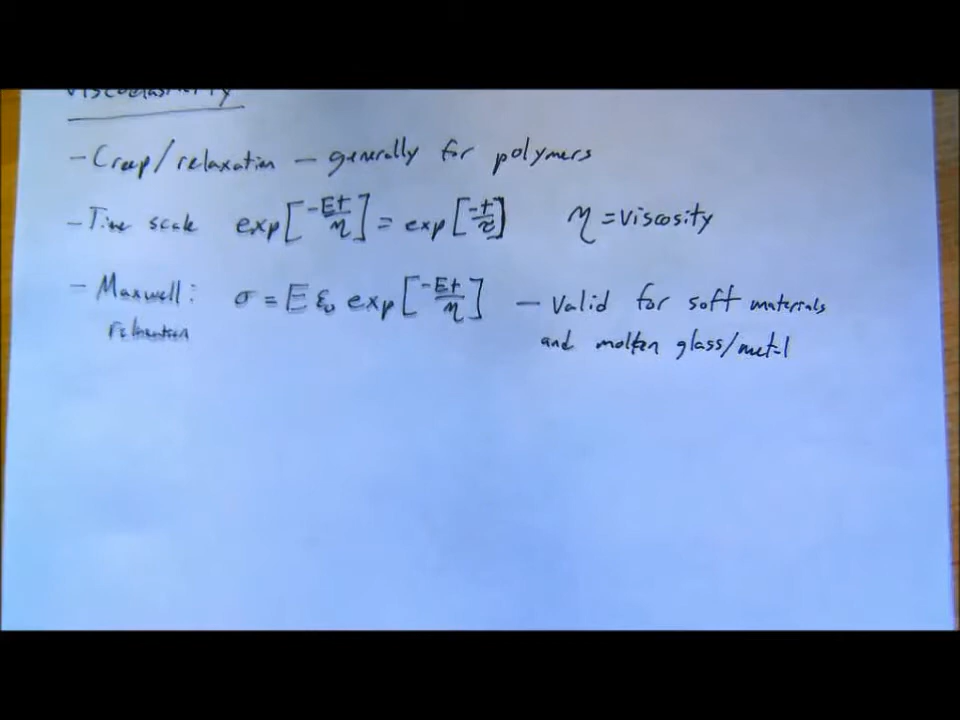 Viscoelasticity
- Creep/relaxation - generally for polymers
- Time scale exp[-Et/η] = exp[-t/τ] η = viscosity
- Maxwell: σ = E ε₀ exp[-Et/η] - valid for soft materials
relaxation and molten glass/metal